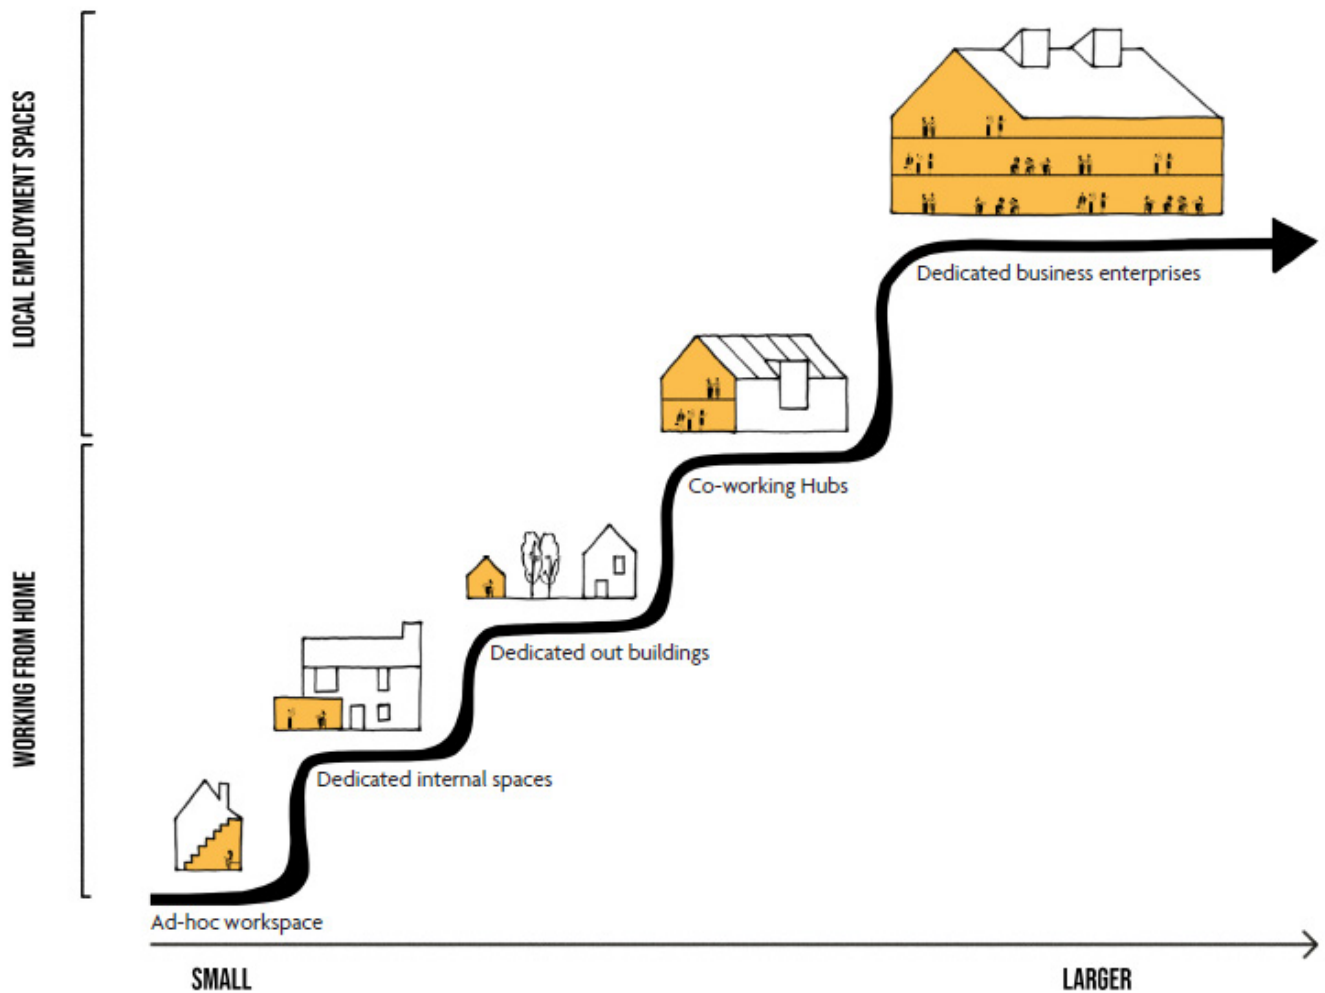 LOCAL EMPLOYMENT SPACES
Dedicated business enterprises
Co-working Hubs
WORKING FROM HOME
Dedicated out buildings
Dedicated internal spaces
Ad-hoc workspace
SMALL
LARGER